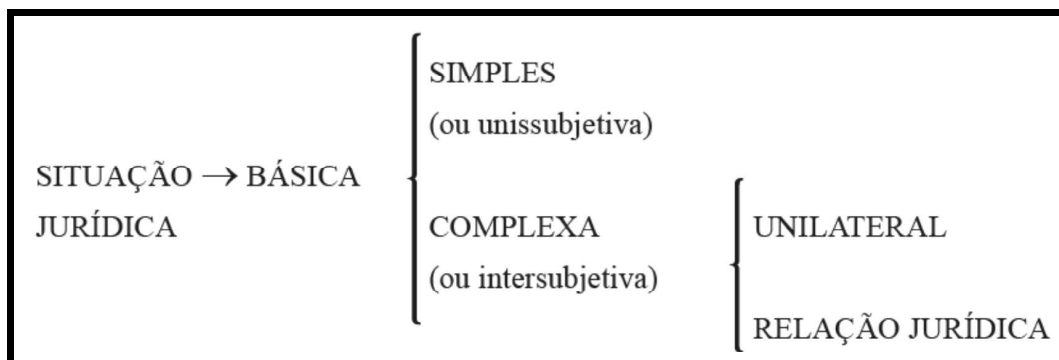 SIMPLES
(ou unissubjetiva)
SITUAÇÃO → BÁSICA
JURÍDICA
COMPLEXA
(ou intersubjetiva)
UNILATERAL
RELAÇÃO JURÍDICA